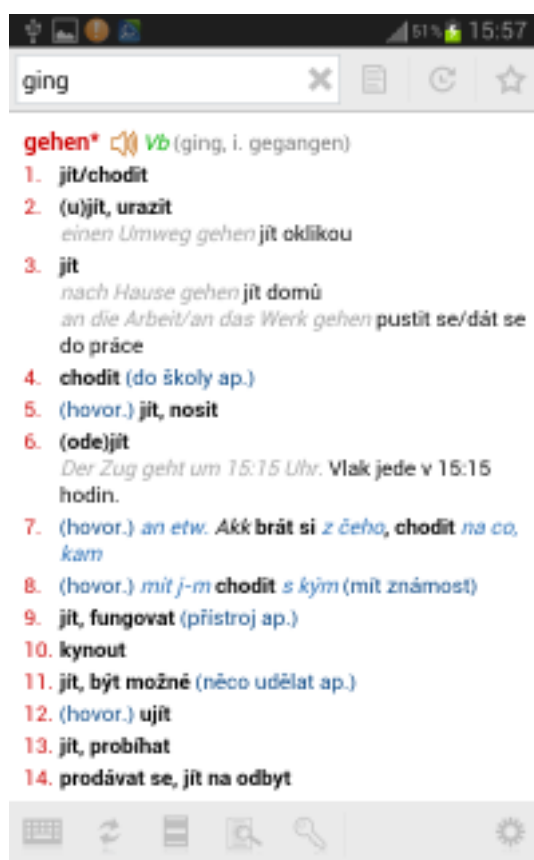 51% 15:57
ging
gehen* Vb (ging, i. gegangen)
1. jít/chodit
2. (u)jít, urazit
einen Umweg gehen jít oklikou
3. jít
nach Hause gehen jít domů
an die Arbeit/an das Werk gehen pustit se/dát se
do práce
4. chodit (do školy ap.)
5. (hovor.) jít, nosit
6. (ode)jít
Der Zug geht um 15:15 Uhr. Vlak jede v 15:15
hodin.
7. (hovor.) an etw. Akk brát si z čeho, chodit na co,
kam
8. (hovor.) mit j-m chodit s kým (mít známost)
9. jít, fungovat (přístroj ap.)
10. kynout
11. jít, být možné (něco udělat ap.)
12. (hovor.) ujít
13. jít, probíhat
14. prodávat se, jít na odbyt